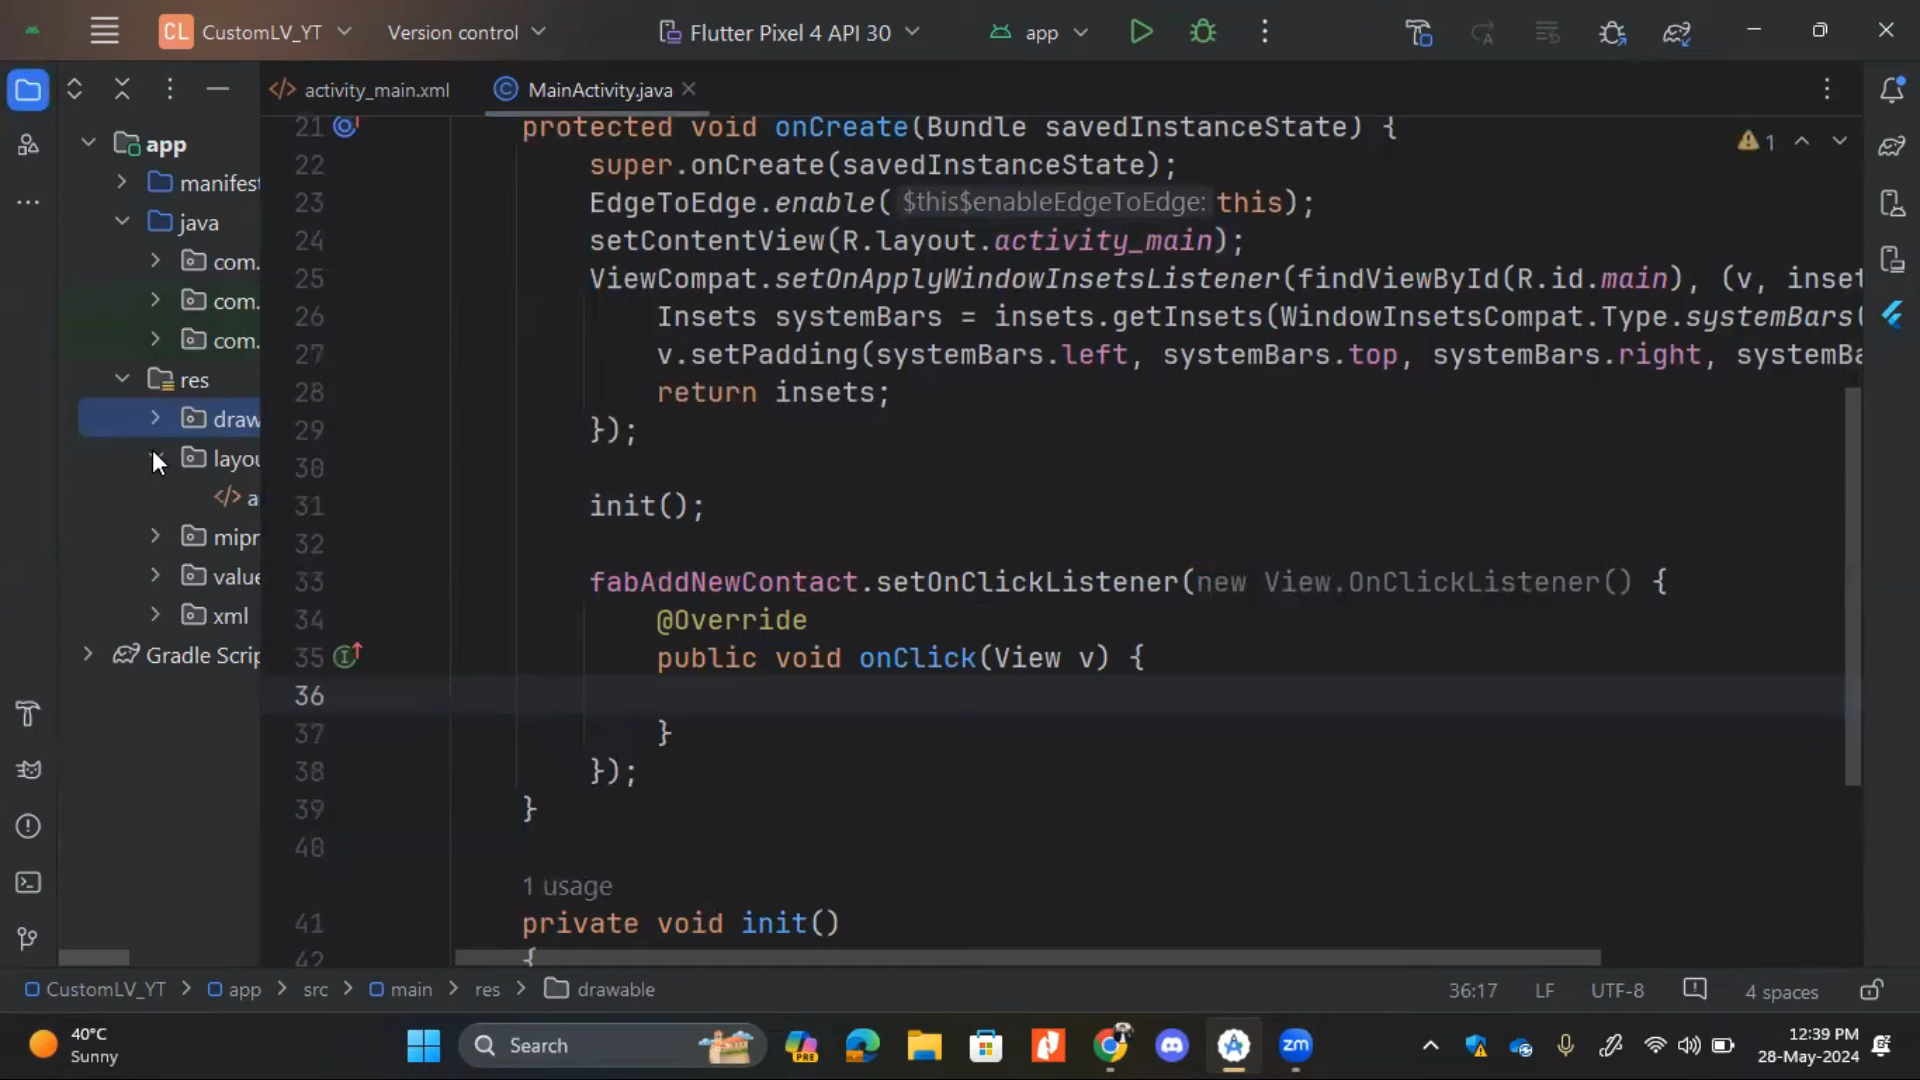 CL CustomLV_YT Version control Flutter Pixel 4 API 30 app
activity_main.xml MainActivity.java
app
manifest
java
com.
com.
com.
res
draw
layou
a
mipr
value
xml
Gradle Scrip
21 protected void onCreate(Bundle savedInstanceState) {
22 super.onCreate(savedInstanceState);
23 EdgeToEdge.enable( $this$enableEdgeToEdge: this);
24 setContentView(R.layout.activity_main);
25 ViewCompat.setOnApplyWindowInsetsListener(findViewById(R.id.main), (v, inset
26 Insets systemBars = insets.getInsets(WindowInsetsCompat.Type.systemBars(
27 v.setPadding(systemBars.left, systemBars.top, systemBars.right, systemBa
28 return insets;
29 });
30
31 init();
32
33 fabAddNewContact.setOnClickListener(new View.OnClickListener() {
34 @Override
35 public void onClick(View v) {
36
37 }
38 });
39 }
40
1 usage
41 private void init()
42 {
1
CustomLV_YT > app > src > main > res > drawable 36:17 LF UTF-8 4 spaces
40°C
Sunny
Search
PRE
zm
12:39 PM
28-May-2024